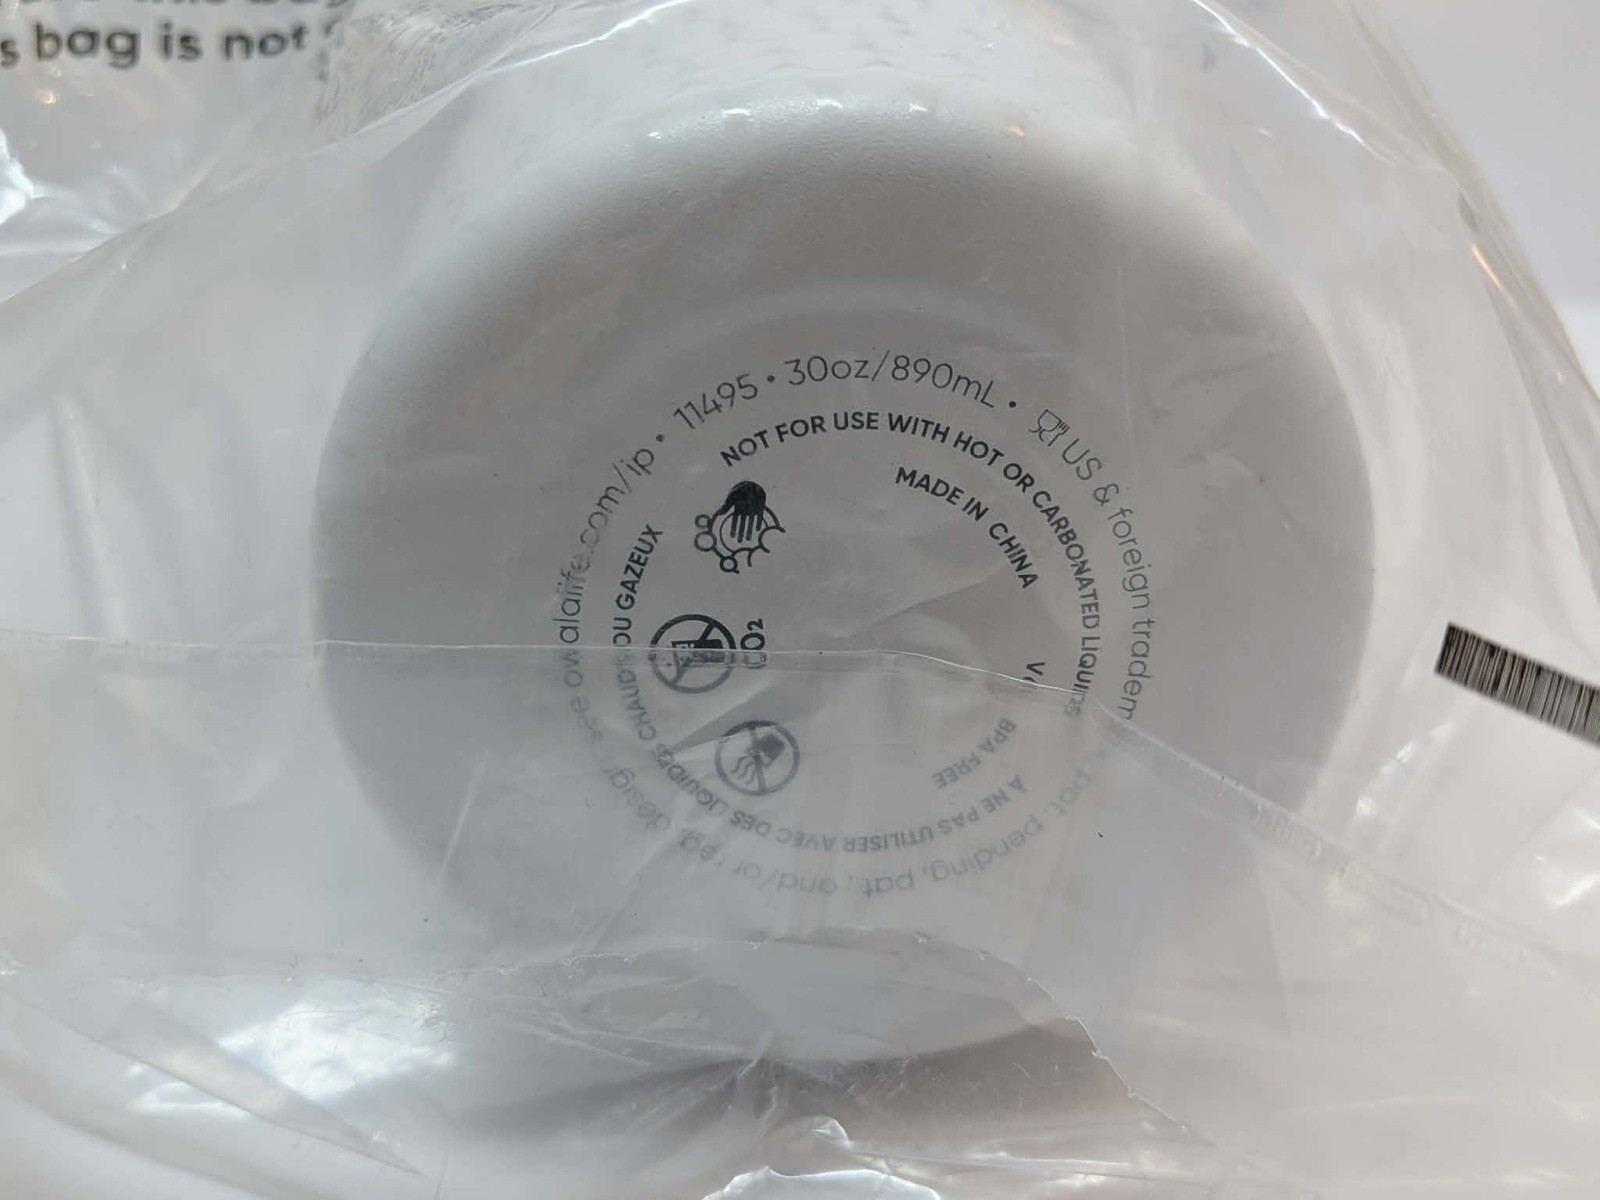 bag is not
11495 • 30oz/890mL • US & foreign tradem
pat. pending, pat. and/or reg. design, see owalalife.com/ip •
NOT FOR USE WITH HOT OR CARBONATED LIQUIDS
À NE PAS UTILISER AVEC DES LIQUIDES CHAUDS OU GAZEUX
MADE IN CHINA
BPA FREE
CO₂